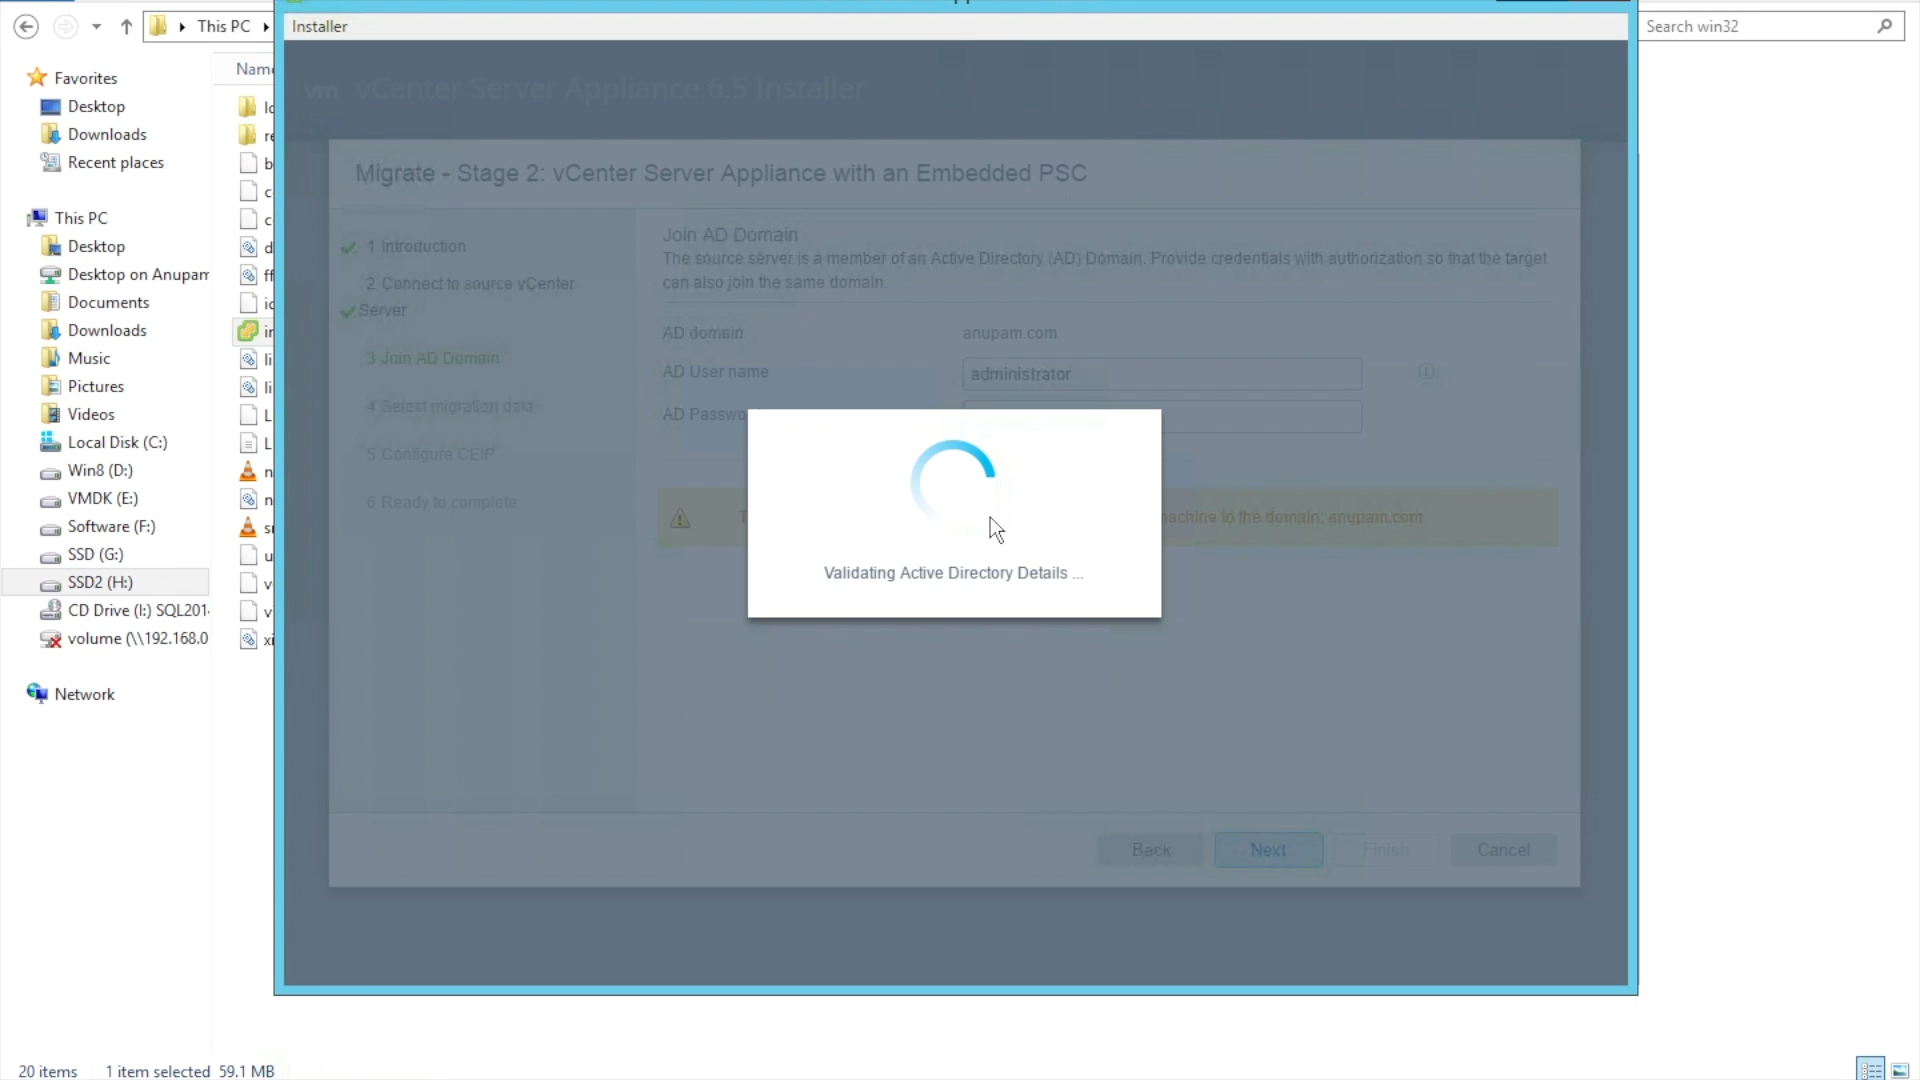 Installer
This PC
Search win32
Favorites
Desktop
Downloads
Recent places
This PC
Desktop
Desktop on Anupam
Documents
Downloads
Music
Pictures
Videos
Local Disk (C:)
Win8 (D:)
VMDK (E:)
Software (F:)
SSD (G:)
SSD2 (H:)
CD Drive (I:) SQL201
volume (\\192.168.0
Network
Name
vm vCenter Server Appliance 6.5 Installer
Migrate - Stage 2: vCenter Server Appliance with an Embedded PSC
1 Introduction
2 Connect to source vCenter
Server
3 Join AD Domain
4 Select migration data
5 Configure CEIP
6 Ready to complete
Join AD Domain
The source server is a member of an Active Directory (AD) Domain. Provide credentials with authorization so that the target
can also join the same domain.
AD domain anupam.com
AD User name administrator
AD Passwo
machine to the domain: anupam.com
Validating Active Directory Details ...
Back Next Finish Cancel
20 items 1 item selected 59.1 MB